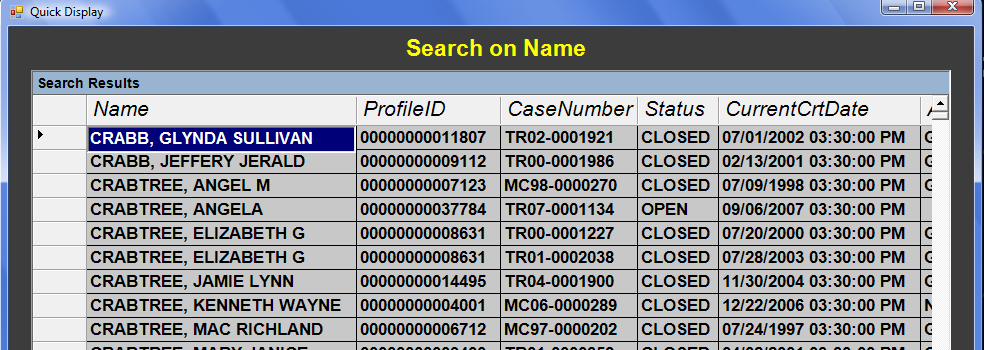 Quick Display
Search on Name
Search Results
Name ProfileID CaseNumber Status CurrentCrtDate
CRABB, GLYNDA SULLIVAN 00000000011807 TR02-0001921 CLOSED 07/01/2002 03:30:00 PM G
CRABB, JEFFERY JERALD 00000000009112 TR00-0001986 CLOSED 02/13/2001 03:30:00 PM G
CRABTREE, ANGEL M 00000000007123 MC98-0000270 CLOSED 07/09/1998 03:30:00 PM G
CRABTREE, ANGELA 00000000037784 TR07-0001134 OPEN 09/06/2007 03:30:00 PM
CRABTREE, ELIZABETH G 00000000008631 TR00-0001227 CLOSED 07/20/2000 03:30:00 PM G
CRABTREE, ELIZABETH G 00000000008631 TR01-0002038 CLOSED 07/28/2003 03:30:00 PM G
CRABTREE, JAMIE LYNN 00000000014495 TR04-0001900 CLOSED 11/30/2004 03:30:00 PM G
CRABTREE, KENNETH WAYNE 00000000004001 MC06-0000289 CLOSED 12/22/2006 03:30:00 PM N
CRABTREE, MAC RICHLAND 00000000006712 MC97-0000202 CLOSED 07/24/1997 03:30:00 PM G